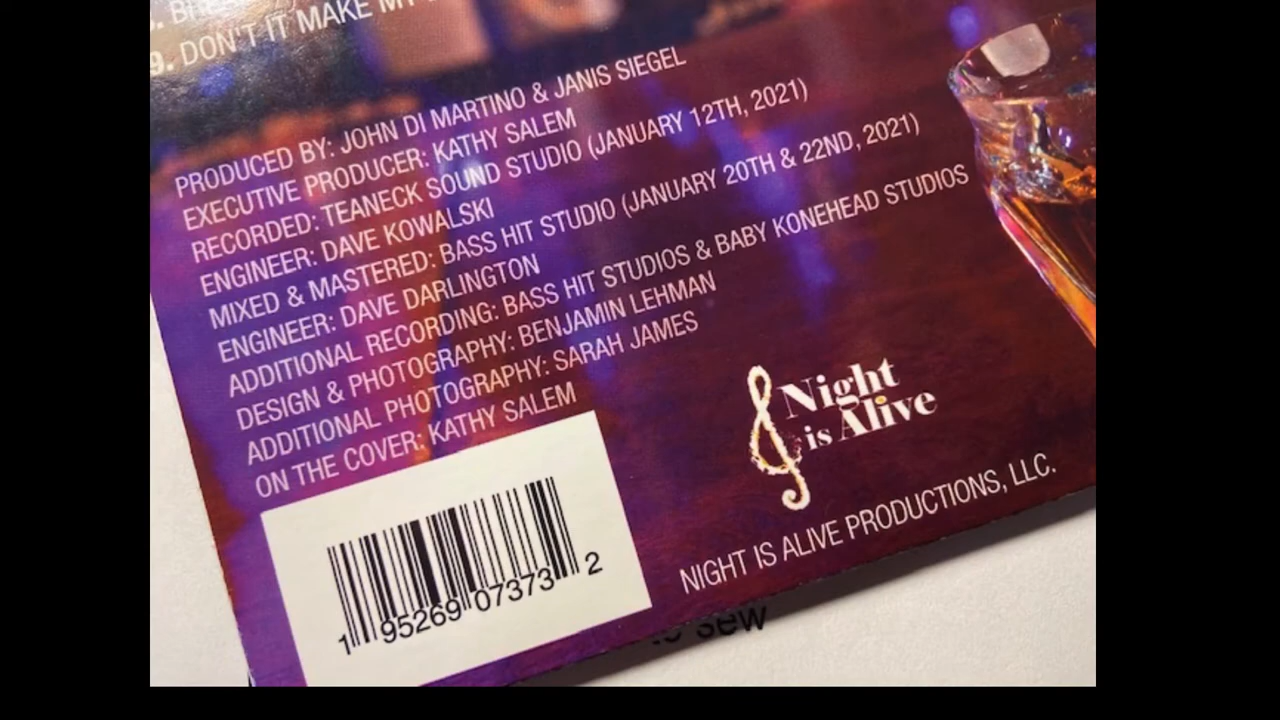 9. DON'T IT MAKE MY
PRODUCED BY: JOHN DI MARTINO & JANIS SIEGEL
EXECUTIVE PRODUCER: KATHY SALEM
RECORDED: TEANECK SOUND STUDIO (JANUARY 12TH, 2021)
ENGINEER: DAVE KOWALSKI
MIXED & MASTERED: BASS HIT STUDIO (JANUARY 20TH & 22ND, 2021)
ENGINEER: DAVE DARLINGTON
ADDITIONAL RECORDING: BASS HIT STUDIOS & BABY KONEHEAD STUDIOS
DESIGN & PHOTOGRAPHY: BENJAMIN LEHMAN
ADDITIONAL PHOTOGRAPHY: SARAH JAMES
ON THE COVER: KATHY SALEM
Night
is Alive
NIGHT IS ALIVE PRODUCTIONS, LLC.
1 95269 07373 2
sew